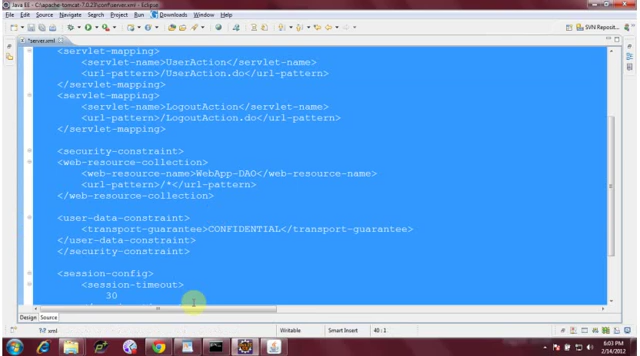 Java EE - C:\apache-tomcat-7.0.23\conf\server.xml - Eclipse
File Edit Source Navigate Search Project Run Downloads Window Help
SVN Reposit...
*server.xml
<servlet-mapping>
<servlet-name>UserAction</servlet-name>
<url-pattern>/UserAction.do</url-pattern>
</servlet-mapping>
<servlet-mapping>
<servlet-name>LogoutAction</servlet-name>
<url-pattern>/LogoutAction.do</url-pattern>
</servlet-mapping>
<security-constraint>
<web-resource-collection>
<web-resource-name>WebApp-DAO</web-resource-name>
<url-pattern>/*</url-pattern>
</web-resource-collection>
<user-data-constraint>
<transport-guarantee>CONFIDENTIAL</transport-guarantee>
</user-data-constraint>
</security-constraint>
<session-config>
<session-timeout>
30
Design Source
?-? xml Writable Smart Insert 40 : 1
8:03 PM
2/14/2012